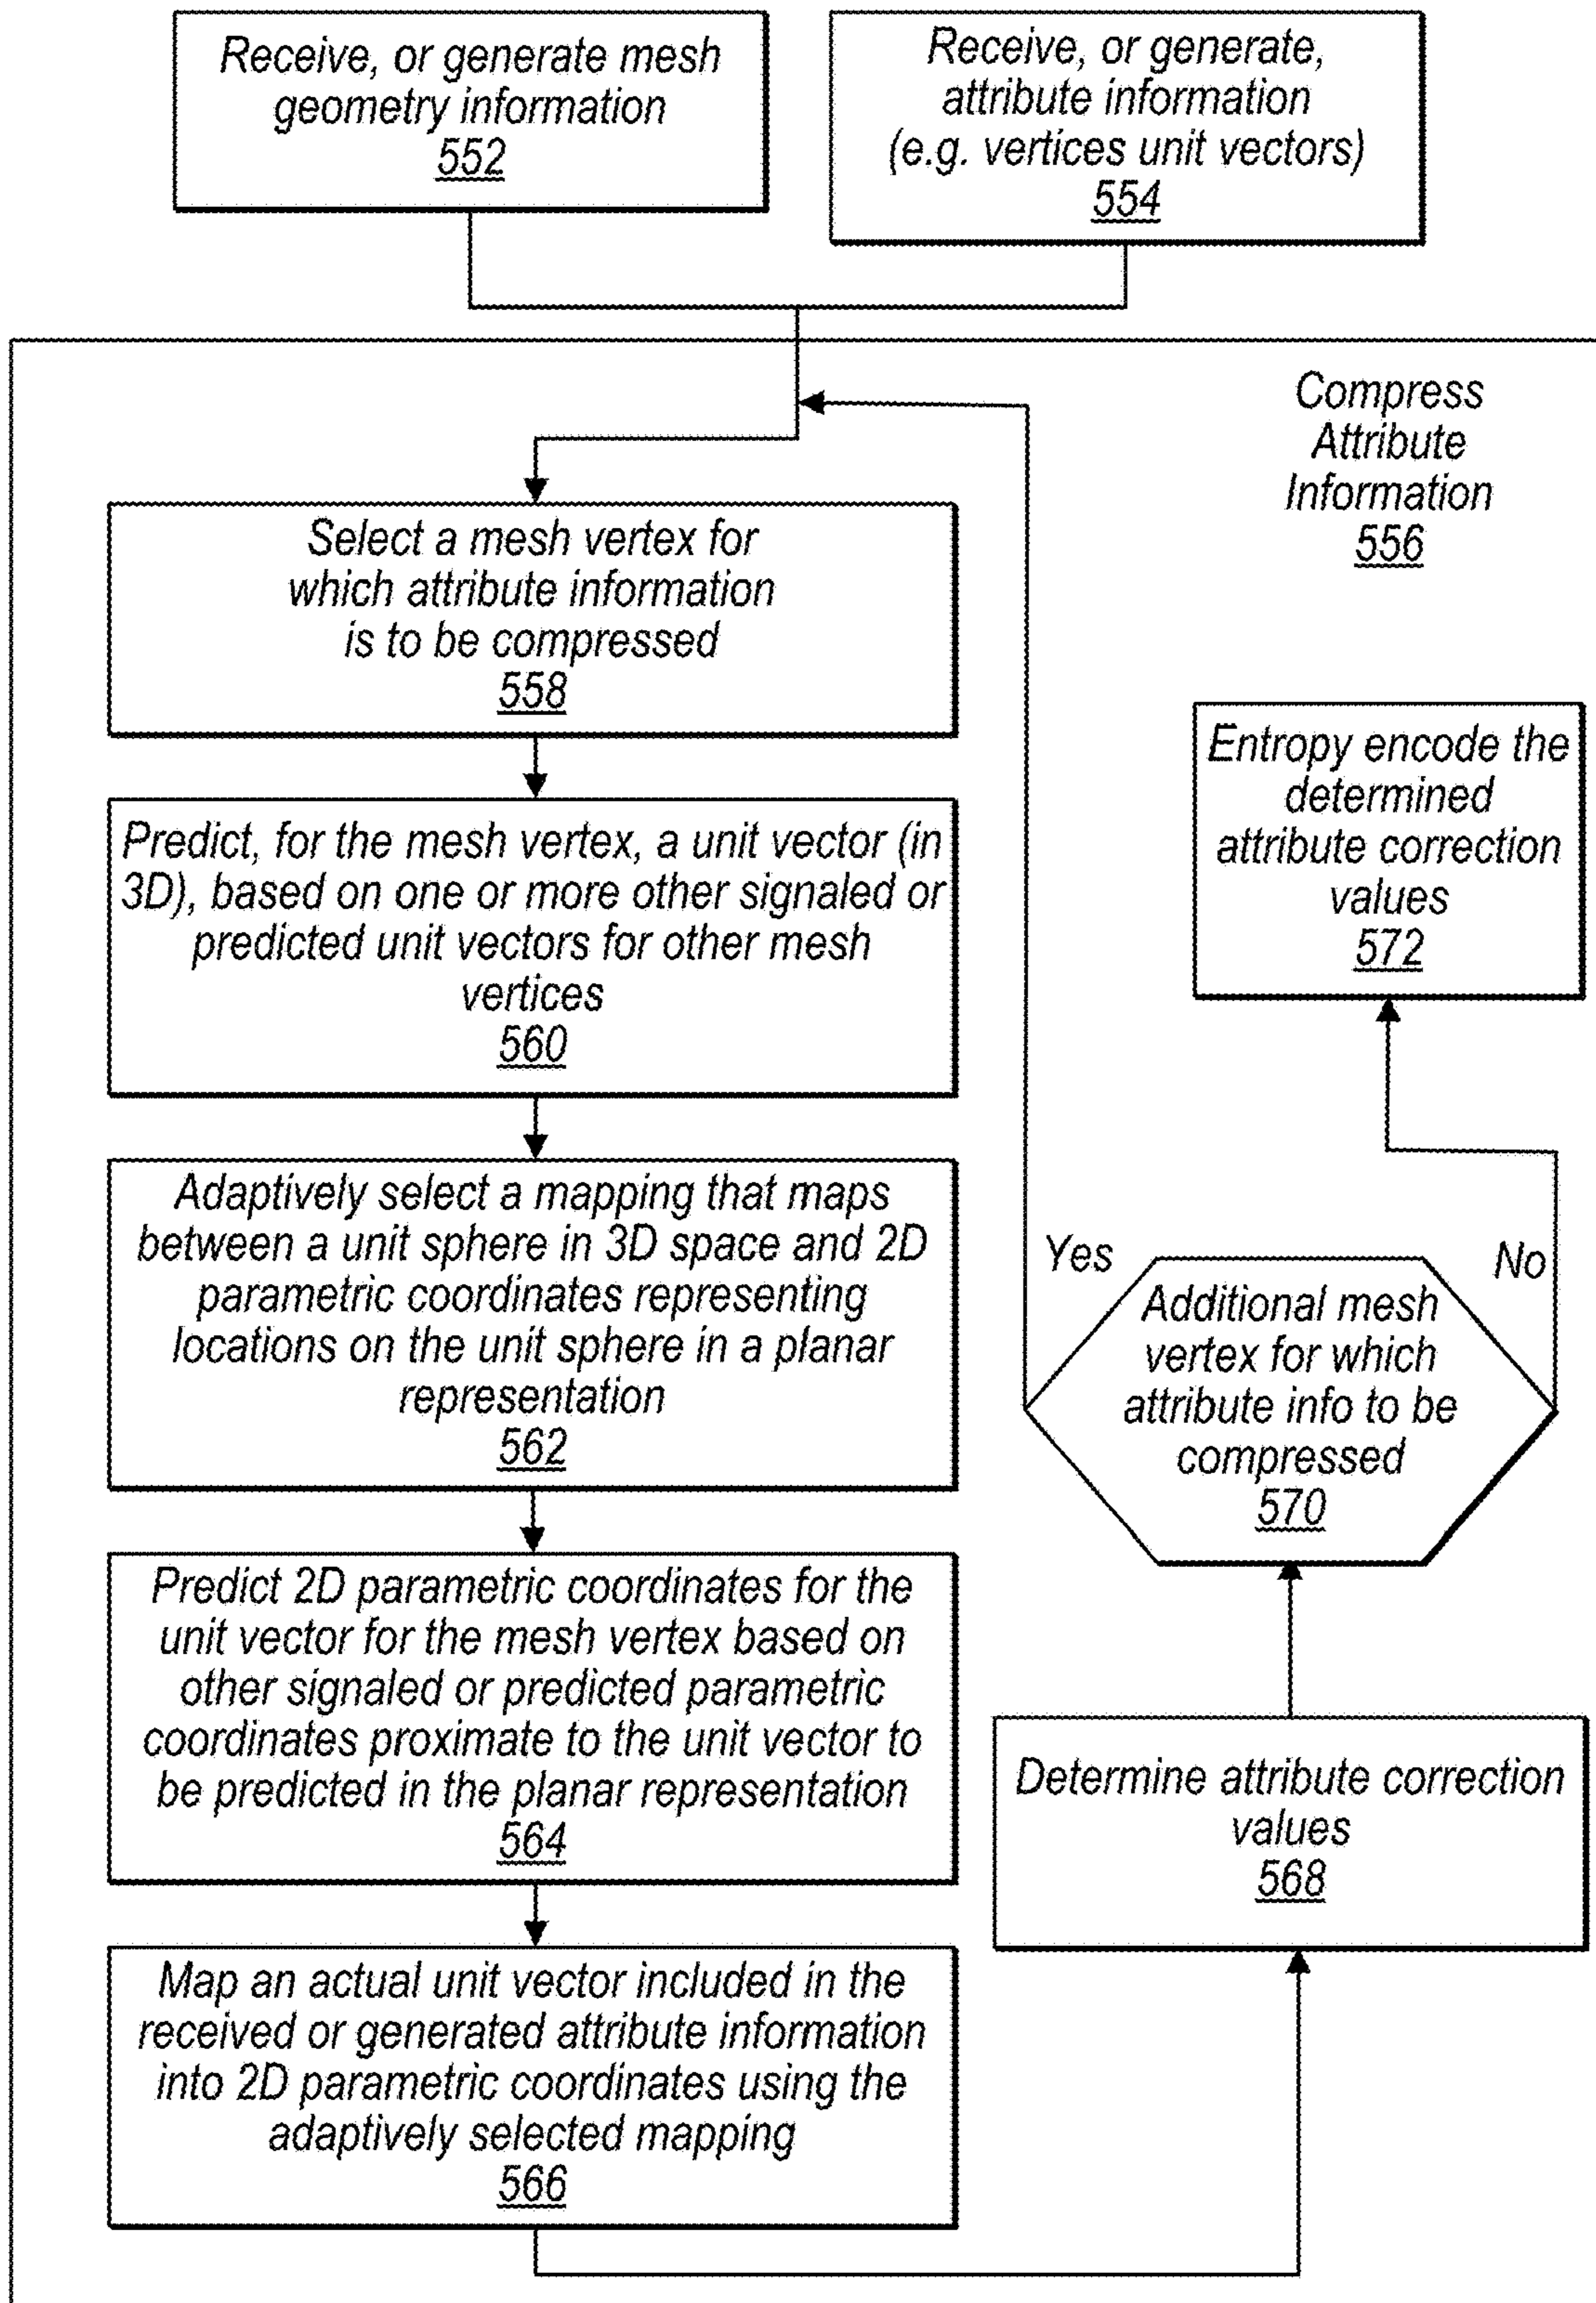 Receive, or generate mesh
geometry information
552
Receive, or generate,
attribute information
(e.g. vertices unit vectors)
554
Compress
Attribute
Information
556
Select a mesh vertex for
which attribute information
is to be compressed
558
Predict, for the mesh vertex, a unit vector (in
3D), based on one or more other signaled or
predicted unit vectors for other mesh
vertices
560
Adaptively select a mapping that maps
between a unit sphere in 3D space and 2D
parametric coordinates representing
locations on the unit sphere in a planar
representation
562
Predict 2D parametric coordinates for the
unit vector for the mesh vertex based on
other signaled or predicted parametric
coordinates proximate to the unit vector to
be predicted in the planar representation
564
Map an actual unit vector included in the
received or generated attribute information
into 2D parametric coordinates using the
adaptively selected mapping
566
Determine attribute correction
values
568
Additional mesh
vertex for which
attribute info to be
compressed
570
Yes
No
Entropy encode the
determined
attribute correction
values
572